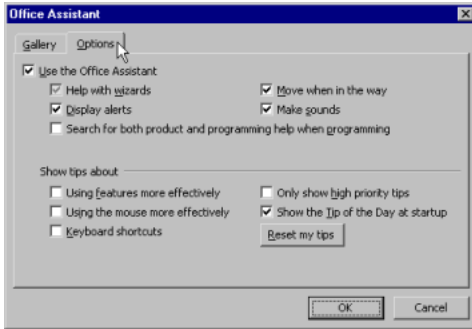 Office Assistant
Gallery Options
Use the Office Assistant
Help with wizards Move when in the way
Display alerts Make sounds
Search for both product and programming help when programming
Show tips about
Using features more effectively Only show high priority tips
Using the mouse more effectively Show the Tip of the Day at startup
Keyboard shortcuts Reset my tips
OK Cancel